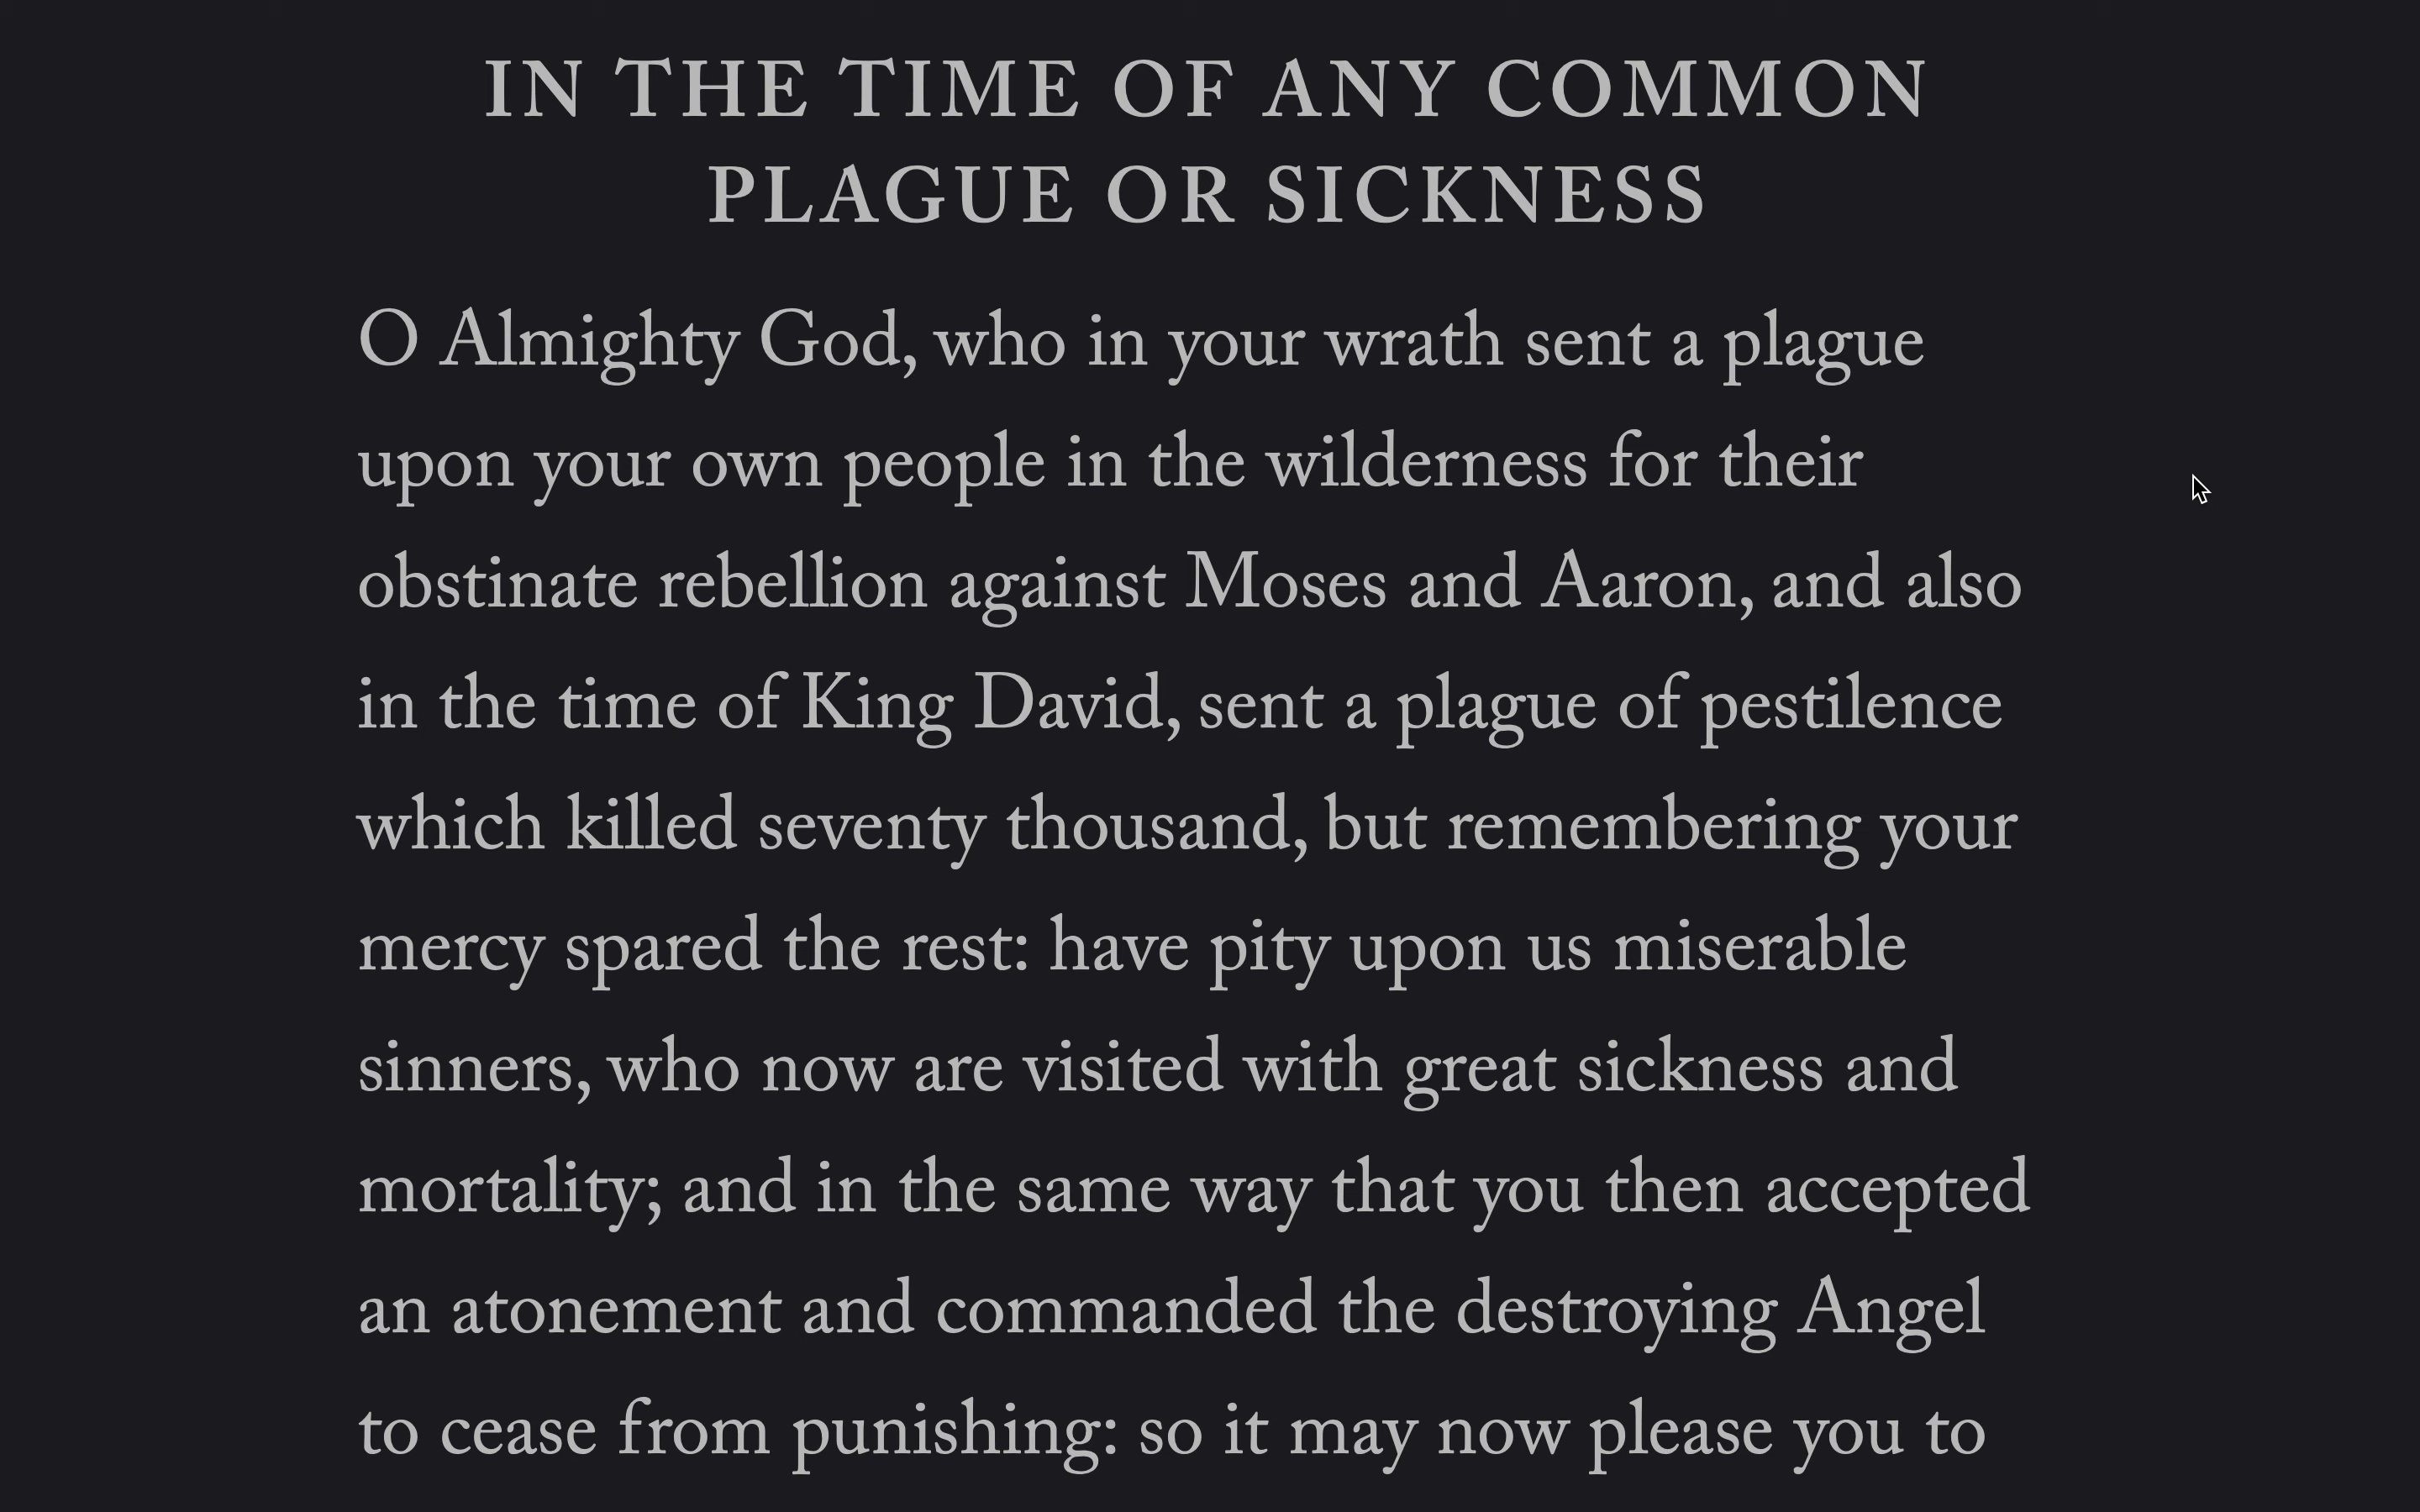 IN THE TIME OF ANY COMMON
PLAGUE OR SICKNESS
O Almighty God, who in your wrath sent a plague
upon your own people in the wilderness for their
obstinate rebellion against Moses and Aaron, and also
in the time of King David, sent a plague of pestilence
which killed seventy thousand, but remembering your
mercy spared the rest: have pity upon us miserable
sinners, who now are visited with great sickness and
mortality; and in the same way that you then accepted
an atonement and commanded the destroying Angel
to cease from punishing: so it may now please you to